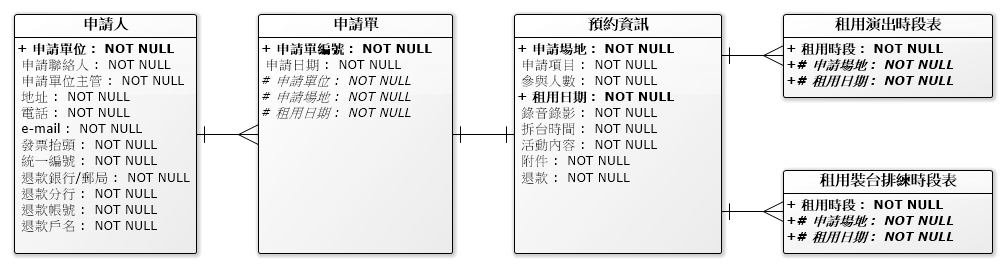 申請人
+ 申請單位： NOT NULL
申請聯絡人： NOT NULL
申請單位主管： NOT NULL
地址： NOT NULL
電話： NOT NULL
e-mail： NOT NULL
發票抬頭： NOT NULL
統一編號： NOT NULL
退款銀行/郵局： NOT NULL
退款分行： NOT NULL
退款帳號： NOT NULL
退款戶名： NOT NULL
申請單
+ 申請單編號： NOT NULL
申請日期： NOT NULL
# 申請單位： NOT NULL
# 申請場地： NOT NULL
# 租用日期： NOT NULL
預約資訊
+ 申請場地： NOT NULL
申請項目： NOT NULL
參與人數： NOT NULL
+ 租用日期： NOT NULL
錄音錄影： NOT NULL
拆台時間： NOT NULL
活動內容： NOT NULL
附件： NOT NULL
退款： NOT NULL
租用演出時段表
+ 租用時段： NOT NULL
+# 申請場地： NOT NULL
+# 租用日期： NOT NULL
租用裝台排練時段表
+ 租用時段： NOT NULL
+# 申請場地： NOT NULL
+# 租用日期： NOT NULL